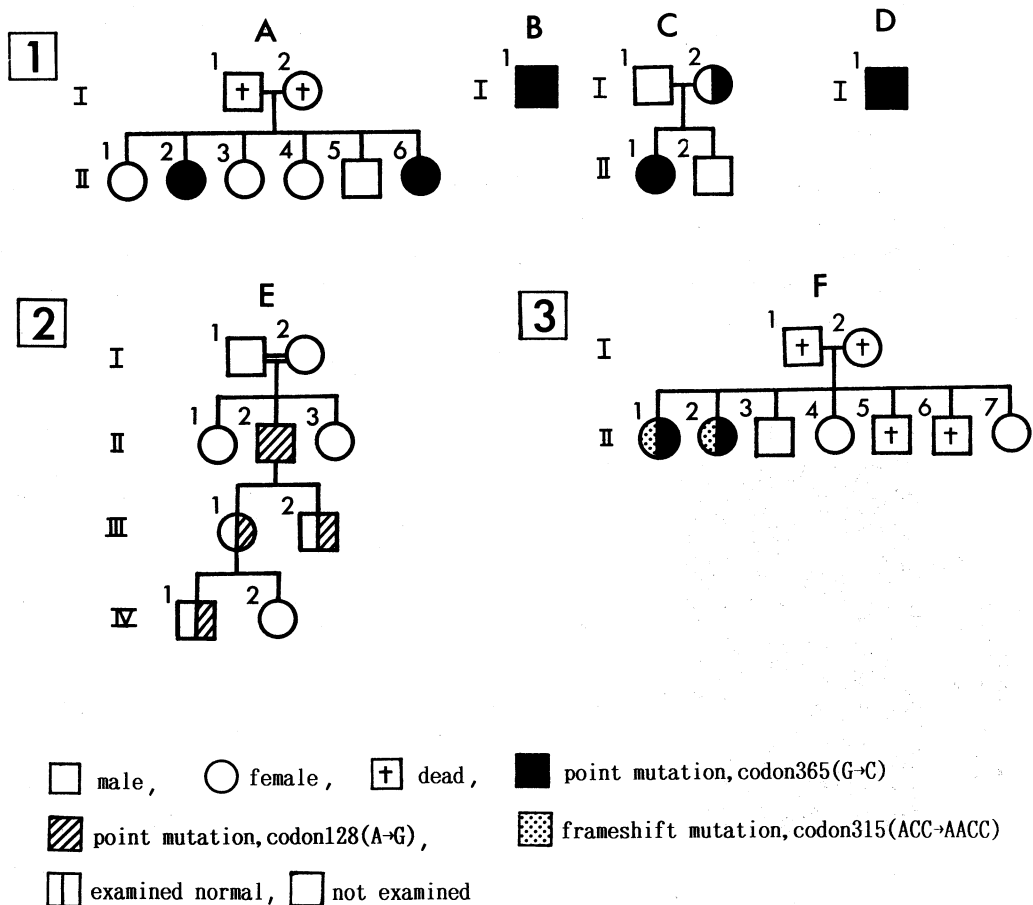 1
A
B
C
D
I
1 2
I
1
I
1 2
I
1
II
1 2 3 4 5 6
II
1 2
2
E
3
F
I
1 2
I
1 2
II
1 2 3
II
1 2 3 4 5 6 7
III
1 2
IV
1 2
male, female, dead, point mutation,codon365(G→C)
point mutation,codon128(A→G), frameshift mutation,codon315(ACC→AACC)
examined normal, not examined